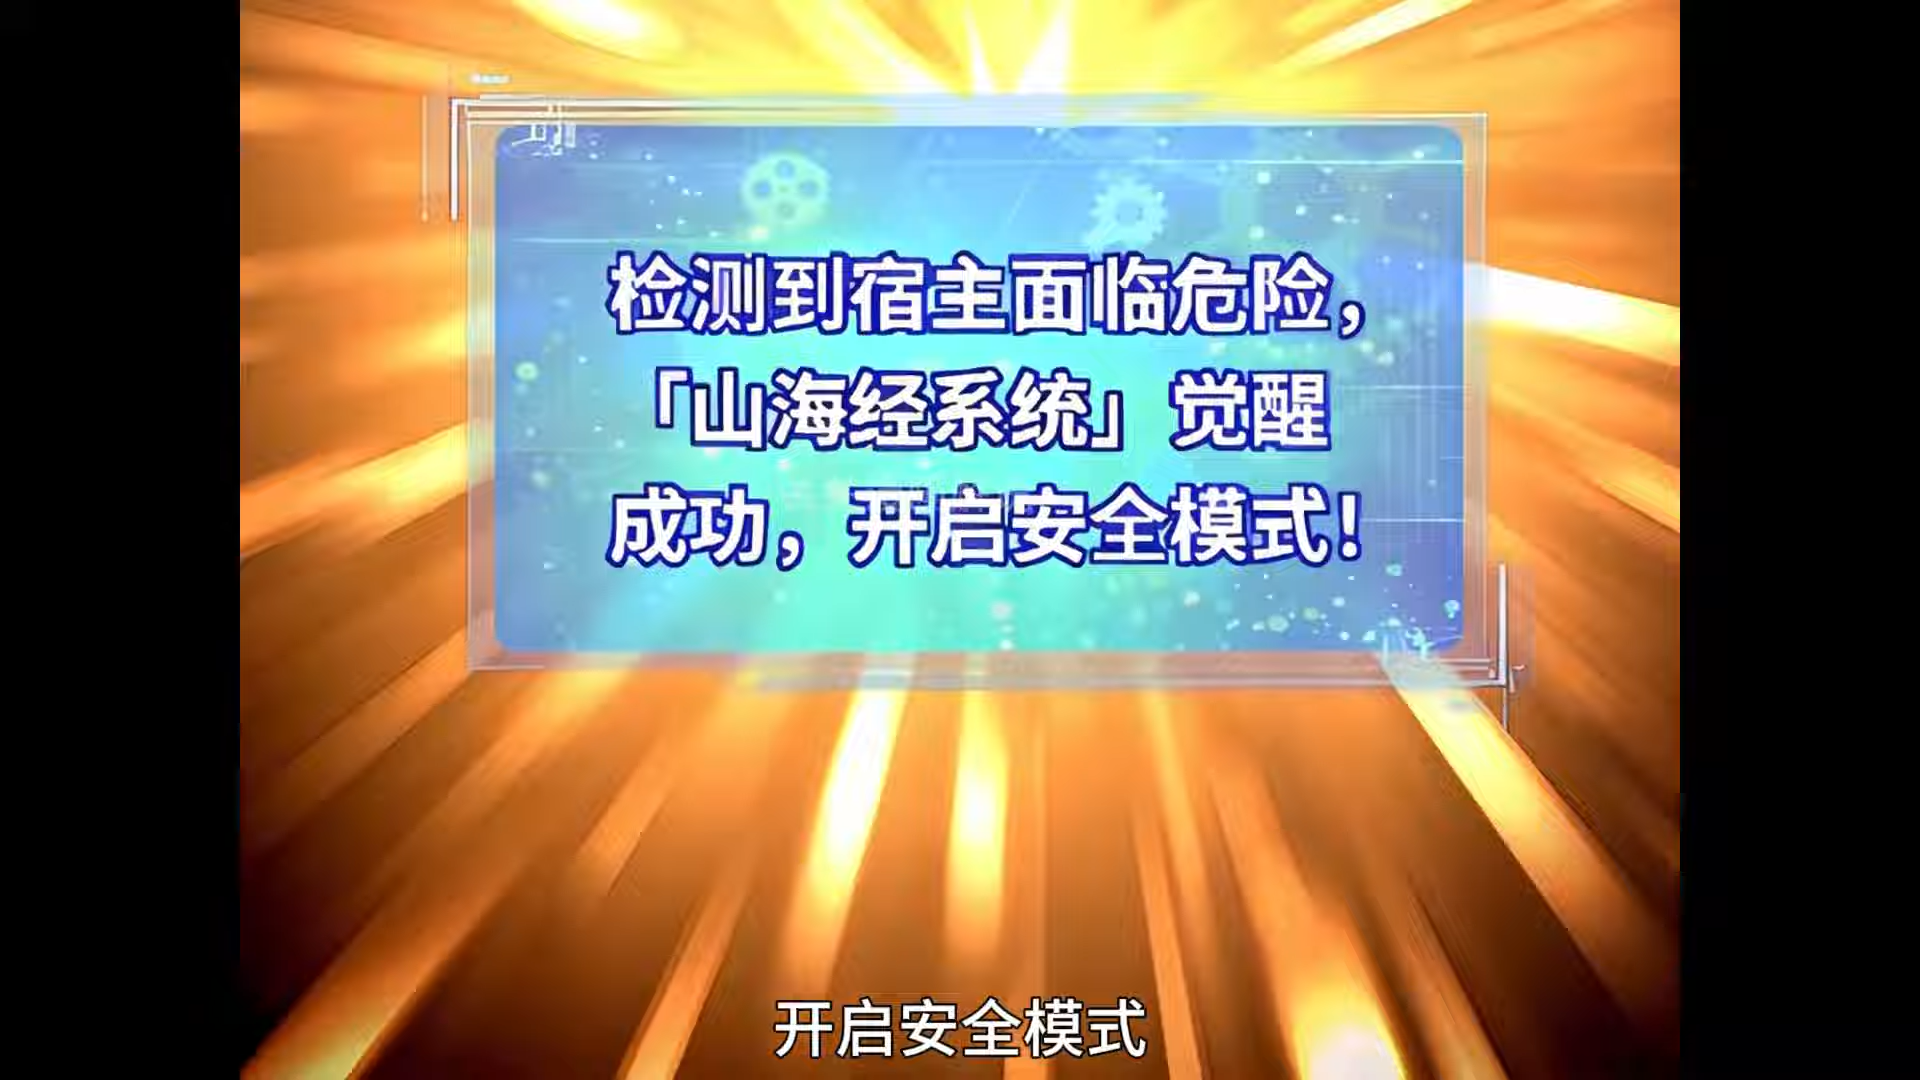 检测到宿主面临危险，
「山海经系统」觉醒
成功，开启安全模式！
开启安全模式